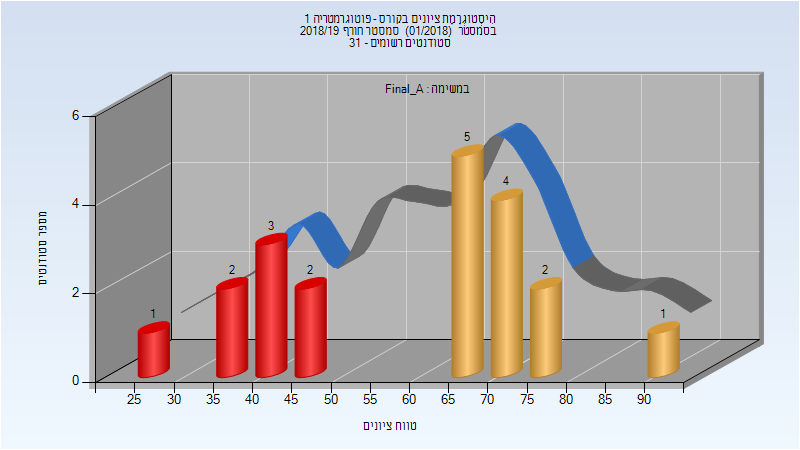 היסטוגרמת ציונים בקורס - פוטוגרמטריה 1
בסמסטר (01/2018) סמסטר חורף 2018/19
סטודנטים רשומים - 31
במשימה : Final_A
מספר סטודנטים
6
4
2
0
1
2
3
2
5
4
2
1
25 30 35 40 45 50 55 60 65 70 75 80 85 90
טווח ציונים